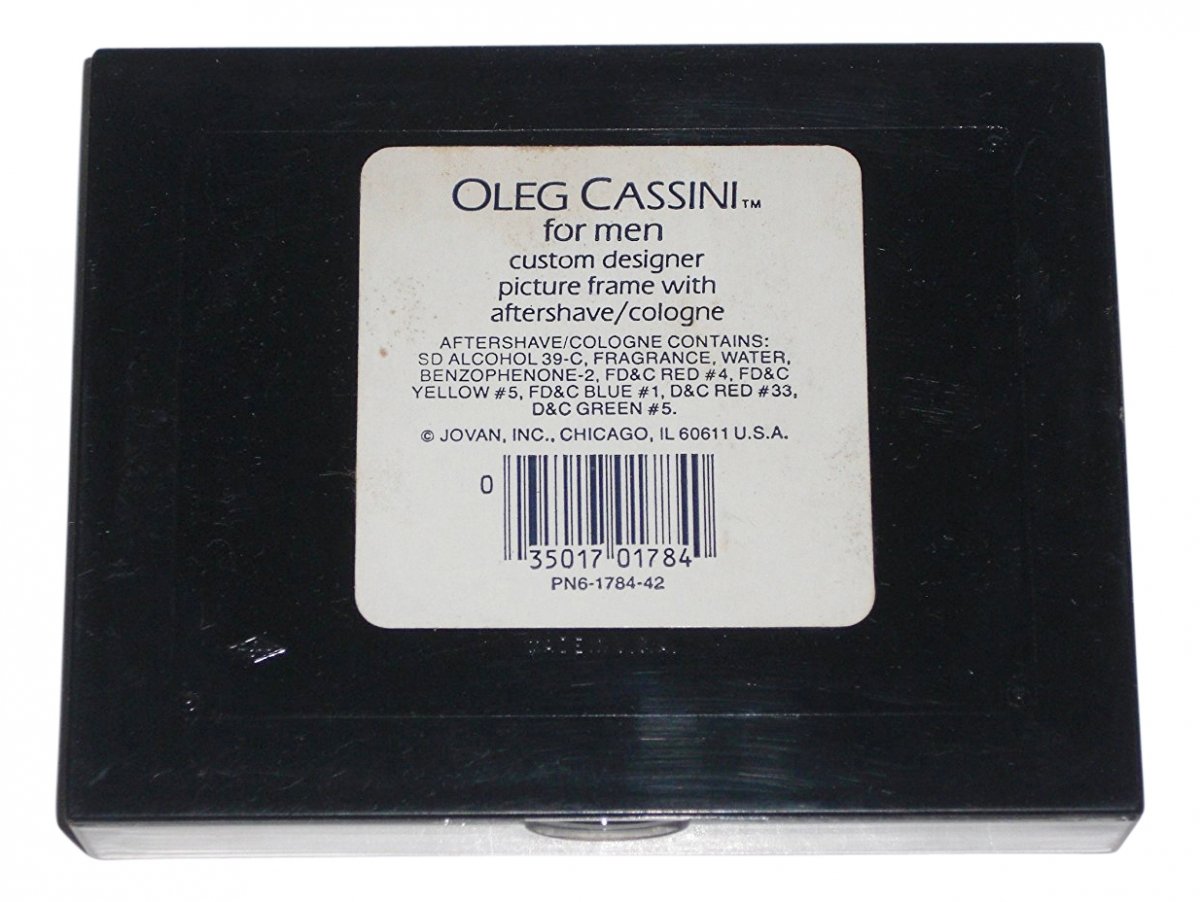 OLEG CASSINI™
for men
custom designer
picture frame with
aftershave/cologne
AFTERSHAVE/COLOGNE CONTAINS:
SD ALCOHOL 39-C, FRAGRANCE, WATER,
BENZOPHENONE-2, FD&C RED #4, FD&C
YELLOW #5, FD&C BLUE #1, D&C RED #33,
D&C GREEN #5.
© JOVAN, INC., CHICAGO, IL 60611 U.S.A.
0 35017 01784
PN6-1784-42
MADE IN U.S.A.